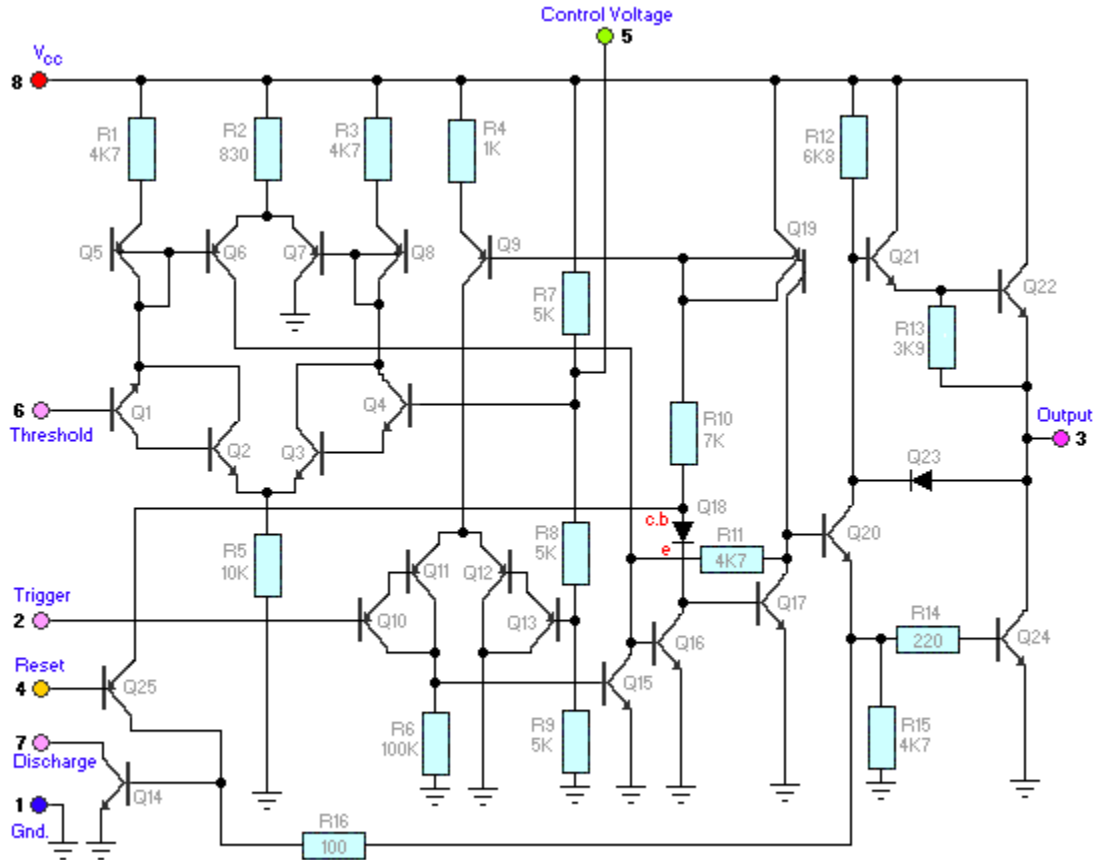 Control Voltage
5
Vcc
8
R1
4K7
R2
830
R3
4K7
R4
1K
R12
6K8
Q19
Q5
Q6
Q7
Q8
Q9
Q21
Q22
R7
5K
R13
3K9
6
Threshold
Q1
Q2
Q3
Q4
R10
7K
Output
3
Q23
Q18
c.b
e
R5
10K
R8
5K
R11
4K7
Q20
Q11
Q12
Trigger
2
Q10
Q13
Q16
Q17
R14
220
Q24
Reset
4
Q25
Q15
R6
100K
R9
5K
R15
4K7
7
Discharge
Q14
1
Gnd.
R16
100